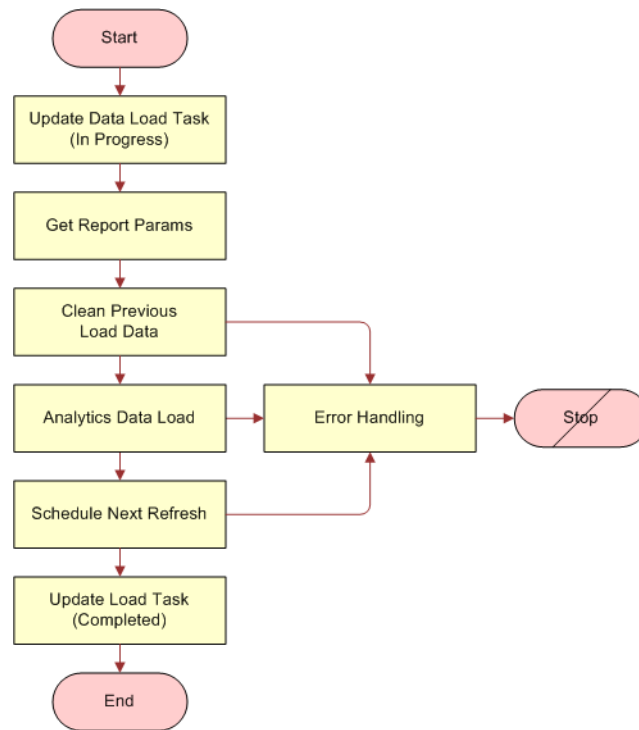 Start
Update Data Load Task
(In Progress)
Get Report Params
Clean Previous
Load Data
Analytics Data Load
Error Handling
Stop
Schedule Next Refresh
Update Load Task
(Completed)
End